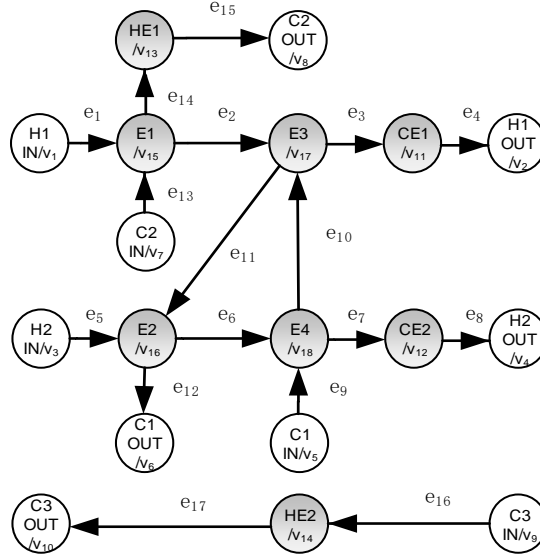 e₁₅
HE1
/v₁₃
C2
OUT
/v₈
e₁₄
e₁
e₂
e₃
e₄
H1
IN/v₁
E1
/v₁₅
E3
/v₁₇
CE1
/v₁₁
H1
OUT
/v₂
e₁₃
C2
IN/v₇
e₁₁
e₁₀
e₅
e₆
e₇
e₈
H2
IN/v₃
E2
/v₁₆
E4
/v₁₈
CE2
/v₁₂
H2
OUT
/v₄
e₁₂
e₉
C1
OUT
/v₆
C1
IN/v₅
e₁₇
e₁₆
C3
OUT
/v₁₀
HE2
/v₁₄
C3
IN/v₉